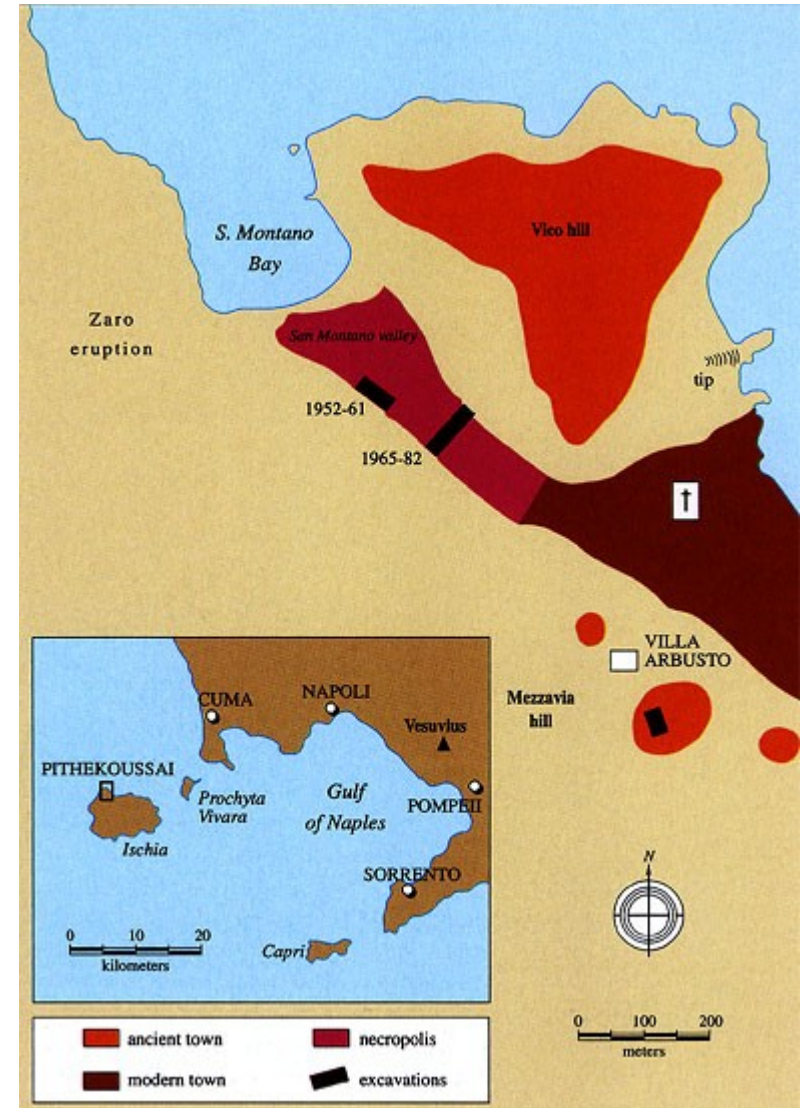 S. Montano
Bay
Vico hill
Zaro
eruption
San Montano valley
tip
1952-61
1965-82
†
VILLA
ARBUSTO
Mezzavia
hill
CUMA
NAPOLI
Vesuvius
PITHEKOUSSAI
Prochyta
Vivara
Gulf
of Naples
POMPEII
Ischia
SORRENTO
Capri
0 10 20
kilometers
N
0 100 200
meters
ancient town
necropolis
modern town
excavations